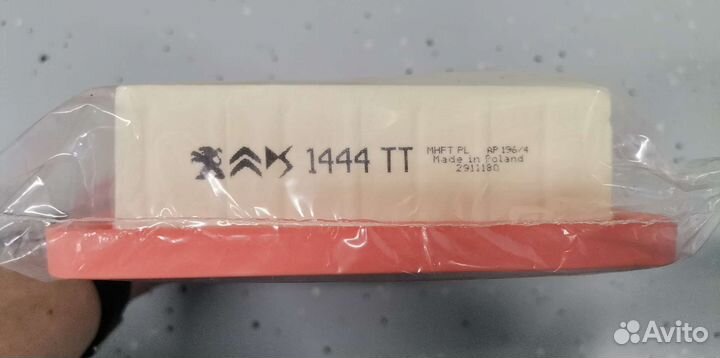 1444 TT
MHFT PL AP 196/4
Made in Poland
2911180
Avito